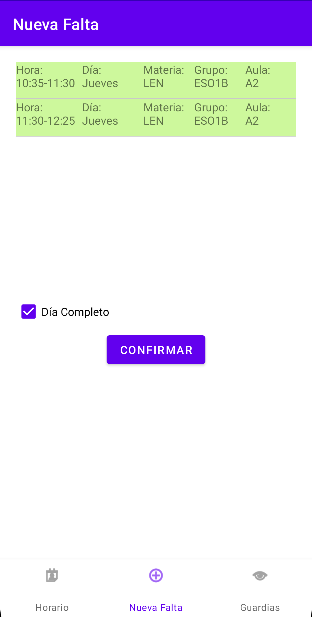 Nueva Falta
Hora: Día: Materia: Grupo: Aula:
10:35-11:30 Jueves LEN ESO1B A2
Hora: Día: Materia: Grupo: Aula:
11:30-12:25 Jueves LEN ESO1B A2
Día Completo
CONFIRMAR
Horario Nueva Falta Guardias